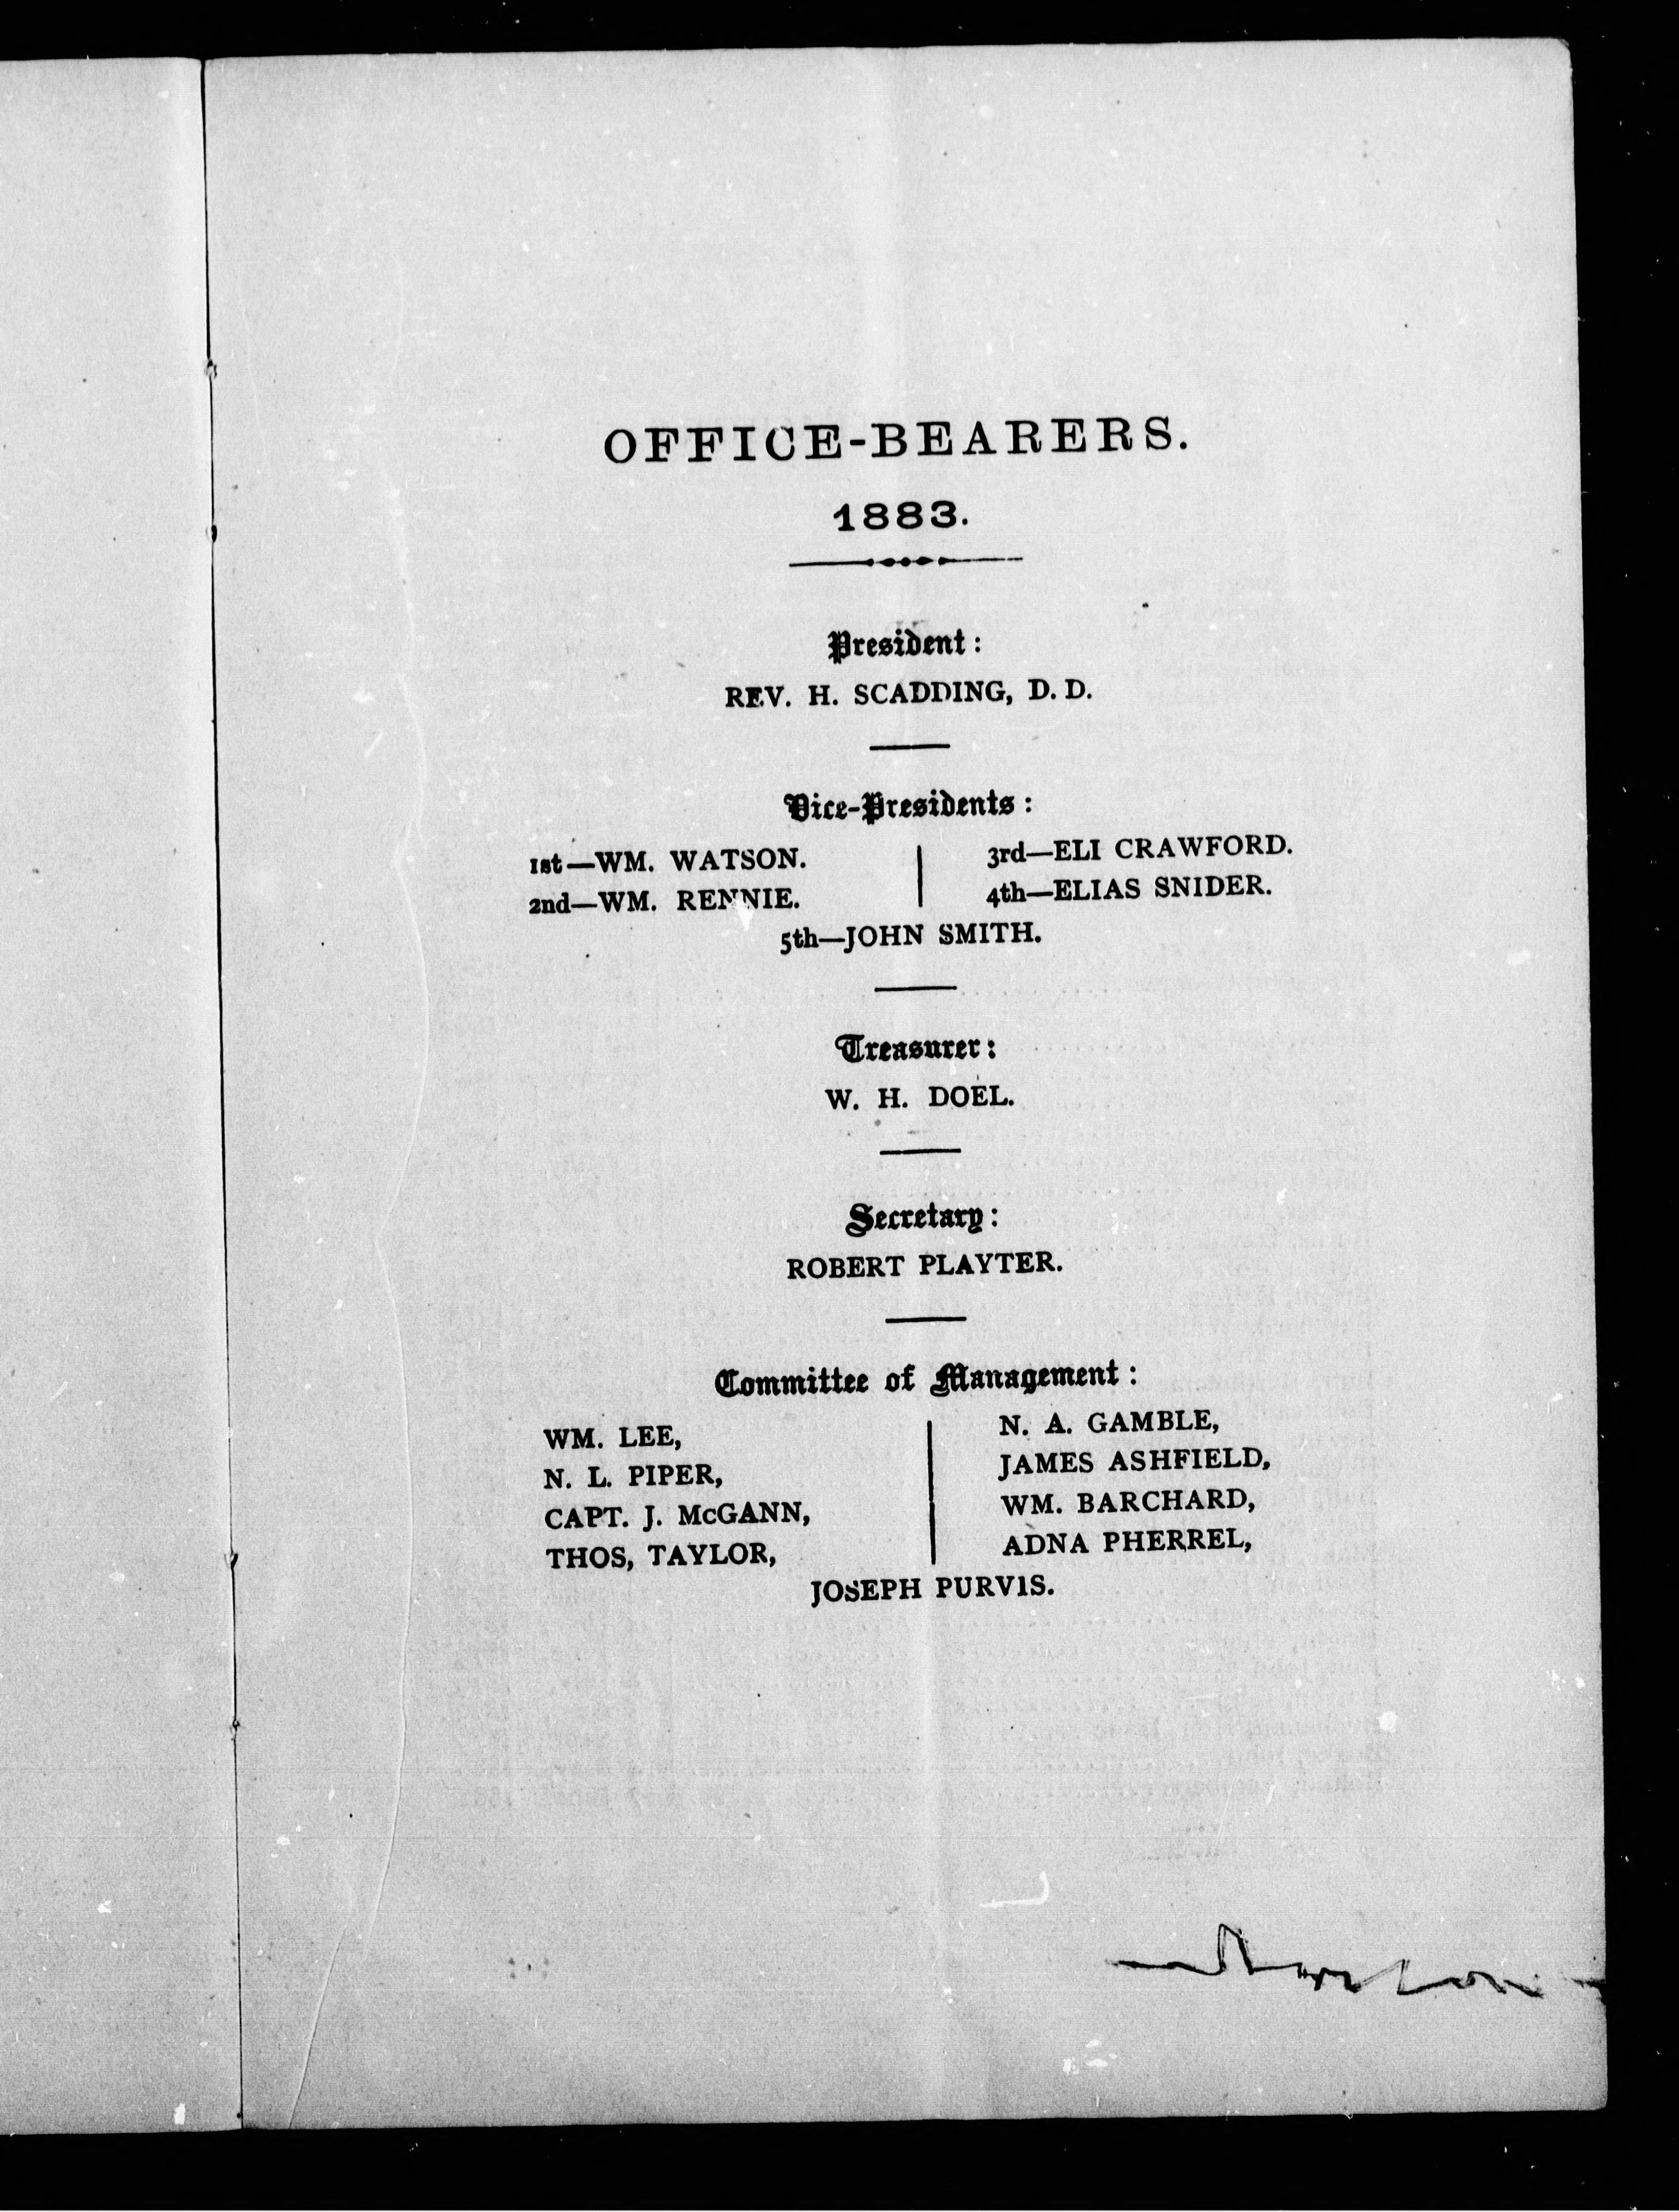 OFFICE-BEARERS.
1883.
President:
REV. H. SCADDING, D. D.
Vice-Presidents:
1st—WM. WATSON.
2nd—WM. RENNIE.
3rd—ELI CRAWFORD.
4th—ELIAS SNIDER.
5th—JOHN SMITH.
Treasurer:
W. H. DOEL.
Secretary:
ROBERT PLAYTER.
Committee of Management:
WM. LEE,
N. L. PIPER,
CAPT. J. McGANN,
THOS, TAYLOR,
N. A. GAMBLE,
JAMES ASHFIELD,
WM. BARCHARD,
ADNA PHERREL,
JOSEPH PURVIS.